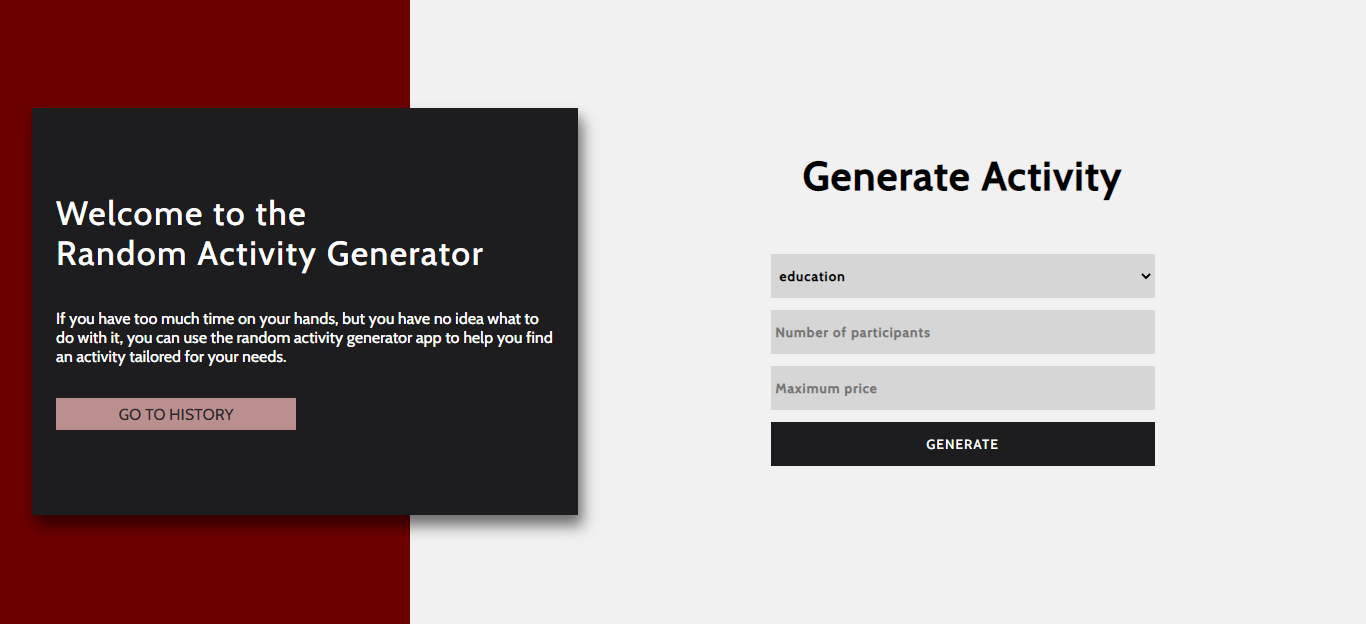 Welcome to the
Random Activity Generator
If you have too much time on your hands, but you have no idea what to
do with it, you can use the random activity generator app to help you find
an activity tailored for your needs.
GO TO HISTORY
Generate Activity
education
Number of participants
Maximum price
GENERATE